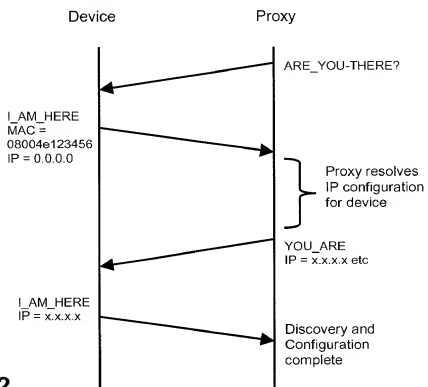 Device
Proxy
ARE_YOU-THERE?
I_AM_HERE
MAC =
08004e123456
IP = 0.0.0.0
Proxy resolves
IP configuration
for device
YOU_ARE
IP = x.x.x.x etc
I_AM_HERE
IP = x.x.x.x
Discovery and
Configuration
complete
2